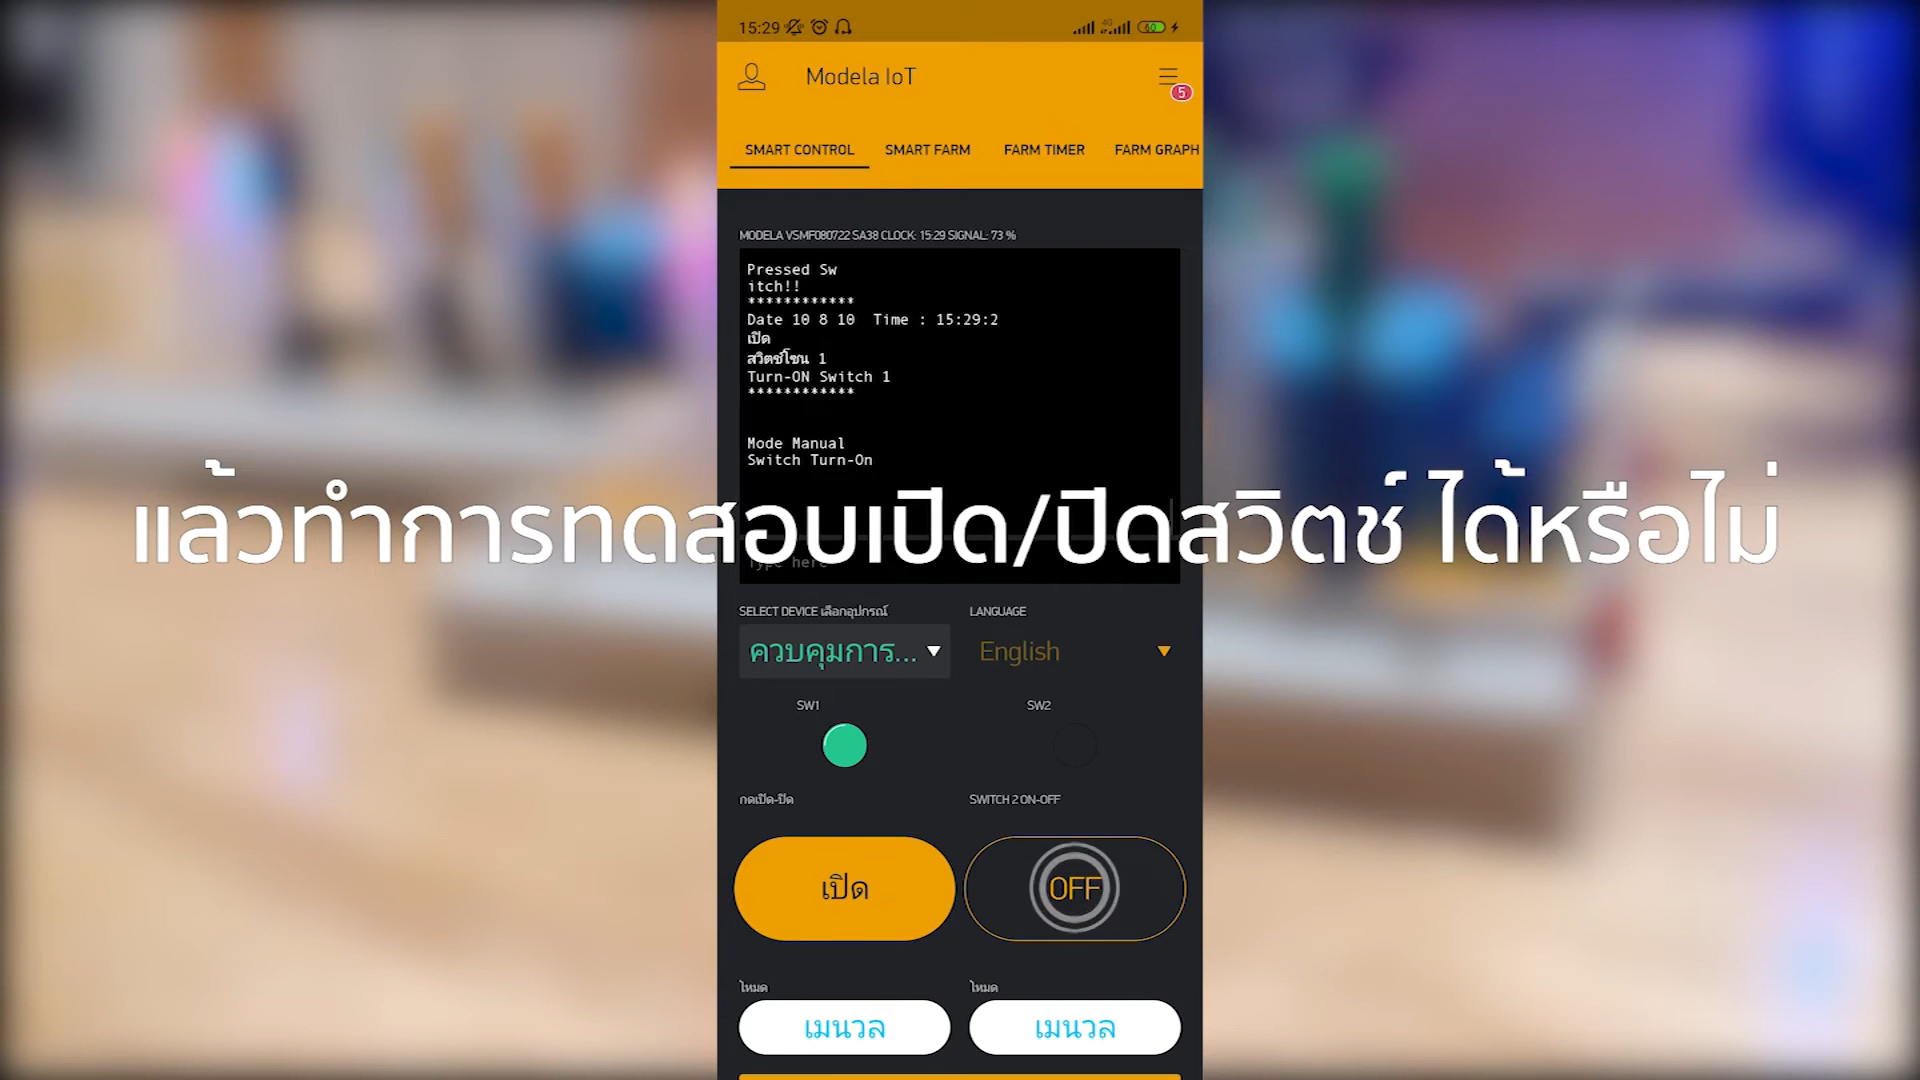 15:29
4G
60
Modela IoT
5
SMART CONTROL SMART FARM FARM TIMER FARM GRAPH
MODELA VSMF080722 SA38 CLOCK: 15:29 SIGNAL: 73 %
Pressed Sw
itch!!
************
Date 10 8 10 Time : 15:29:2
เปิด
สวิตช์โซน 1
Turn-ON Switch 1
************
Mode Manual
Switch Turn-On
แล้วทำการทดสอบเปิด/ปิดสวิตช์ ได้หรือไม่
Type here
SELECT DEVICE เลือกอุปกรณ์ LANGUAGE
ควบคุมการ... English
SW1 SW2
กดเปิด-ปิด SWITCH 2 ON-OFF
เปิด OFF
โหมด โหมด
เมนวล เมนวล